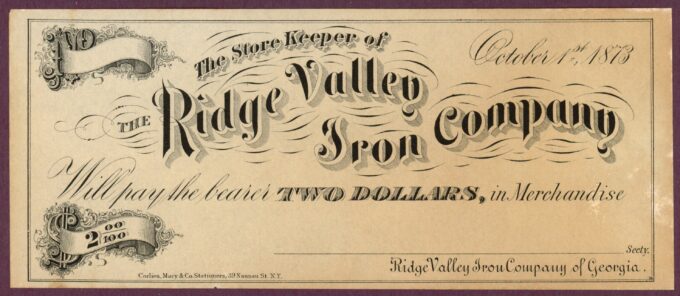 No
The Store Keeper of
October 1st, 1873
THE Ridge Valley
Iron Company
Will pay the bearer TWO DOLLARS, in Merchandise
$ 2 00/100
Secty.
Ridge Valley Iron Company of Georgia.
Corlies, Macy & Co. Stationers, 39 Nassau St. N.Y.